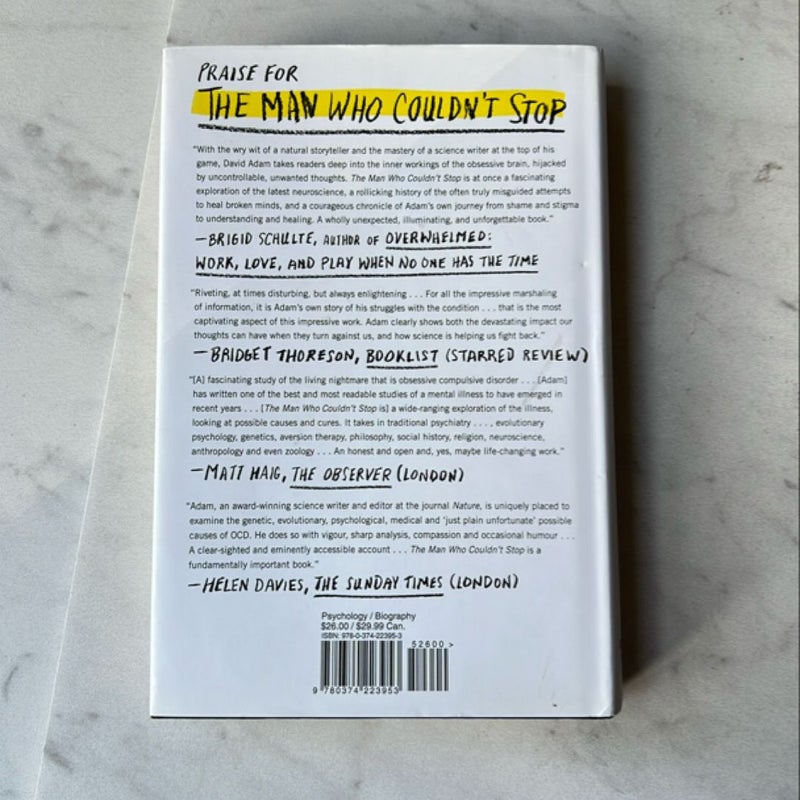 PRAISE FOR
THE MAN WHO COULDN'T STOP
"With the wry wit of a natural storyteller and the mastery of a science writer at the top of his
game, David Adam takes readers deep into the inner workings of the obsessive brain, hijacked
by uncontrollable, unwanted thoughts. The Man Who Couldn't Stop is at once a fascinating
exploration of the latest neuroscience, a rollicking history of the often truly misguided attempts
to heal broken minds, and a courageous chronicle of Adam's own journey from shame and stigma
to understanding and healing. A wholly unexpected, illuminating, and unforgettable book."
—BRIGID SCHULTE, AUTHOR OF OVERWHELMED:
WORK, LOVE, AND PLAY WHEN NO ONE HAS THE TIME
"Riveting, at times disturbing, but always enlightening . . . For all the impressive marshaling
of information, it is Adam's own story of his struggles with the condition . . . that is the most
captivating aspect of this impressive work. Adam clearly shows both the devastating impact our
thoughts can have when they turn against us, and how science is helping us fight back."
—BRIDGET THORESON, BOOKLIST (STARRED REVIEW)
"[A] fascinating study of the living nightmare that is obsessive compulsive disorder . . . [Adam]
has written one of the best and most readable studies of a mental illness to have emerged in
recent years . . . [The Man Who Couldn't Stop is] a wide-ranging exploration of the illness,
looking at possible causes and cures. It takes in traditional psychiatry . . . , evolutionary
psychology, genetics, aversion therapy, philosophy, social history, religion, neuroscience,
anthropology and even zoology . . . An honest and open and, yes, maybe life-changing work."
—MATT HAIG, THE OBSERVER (LONDON)
"Adam, an award-winning science writer and editor at the journal Nature, is uniquely placed to
examine the genetic, evolutionary, psychological, medical and 'just plain unfortunate' possible
causes of OCD. He does so with vigour, sharp analysis, compassion and occasional humour . . .
A clear-sighted and eminently accessible account . . . The Man Who Couldn't Stop is a
fundamentally important book."
—HELEN DAVIES, THE SUNDAY TIMES (LONDON)
Psychology / Biography
$26.00 / $29.99 Can.
ISBN: 978-0-374-22395-3
52600 >
9 780374 223953